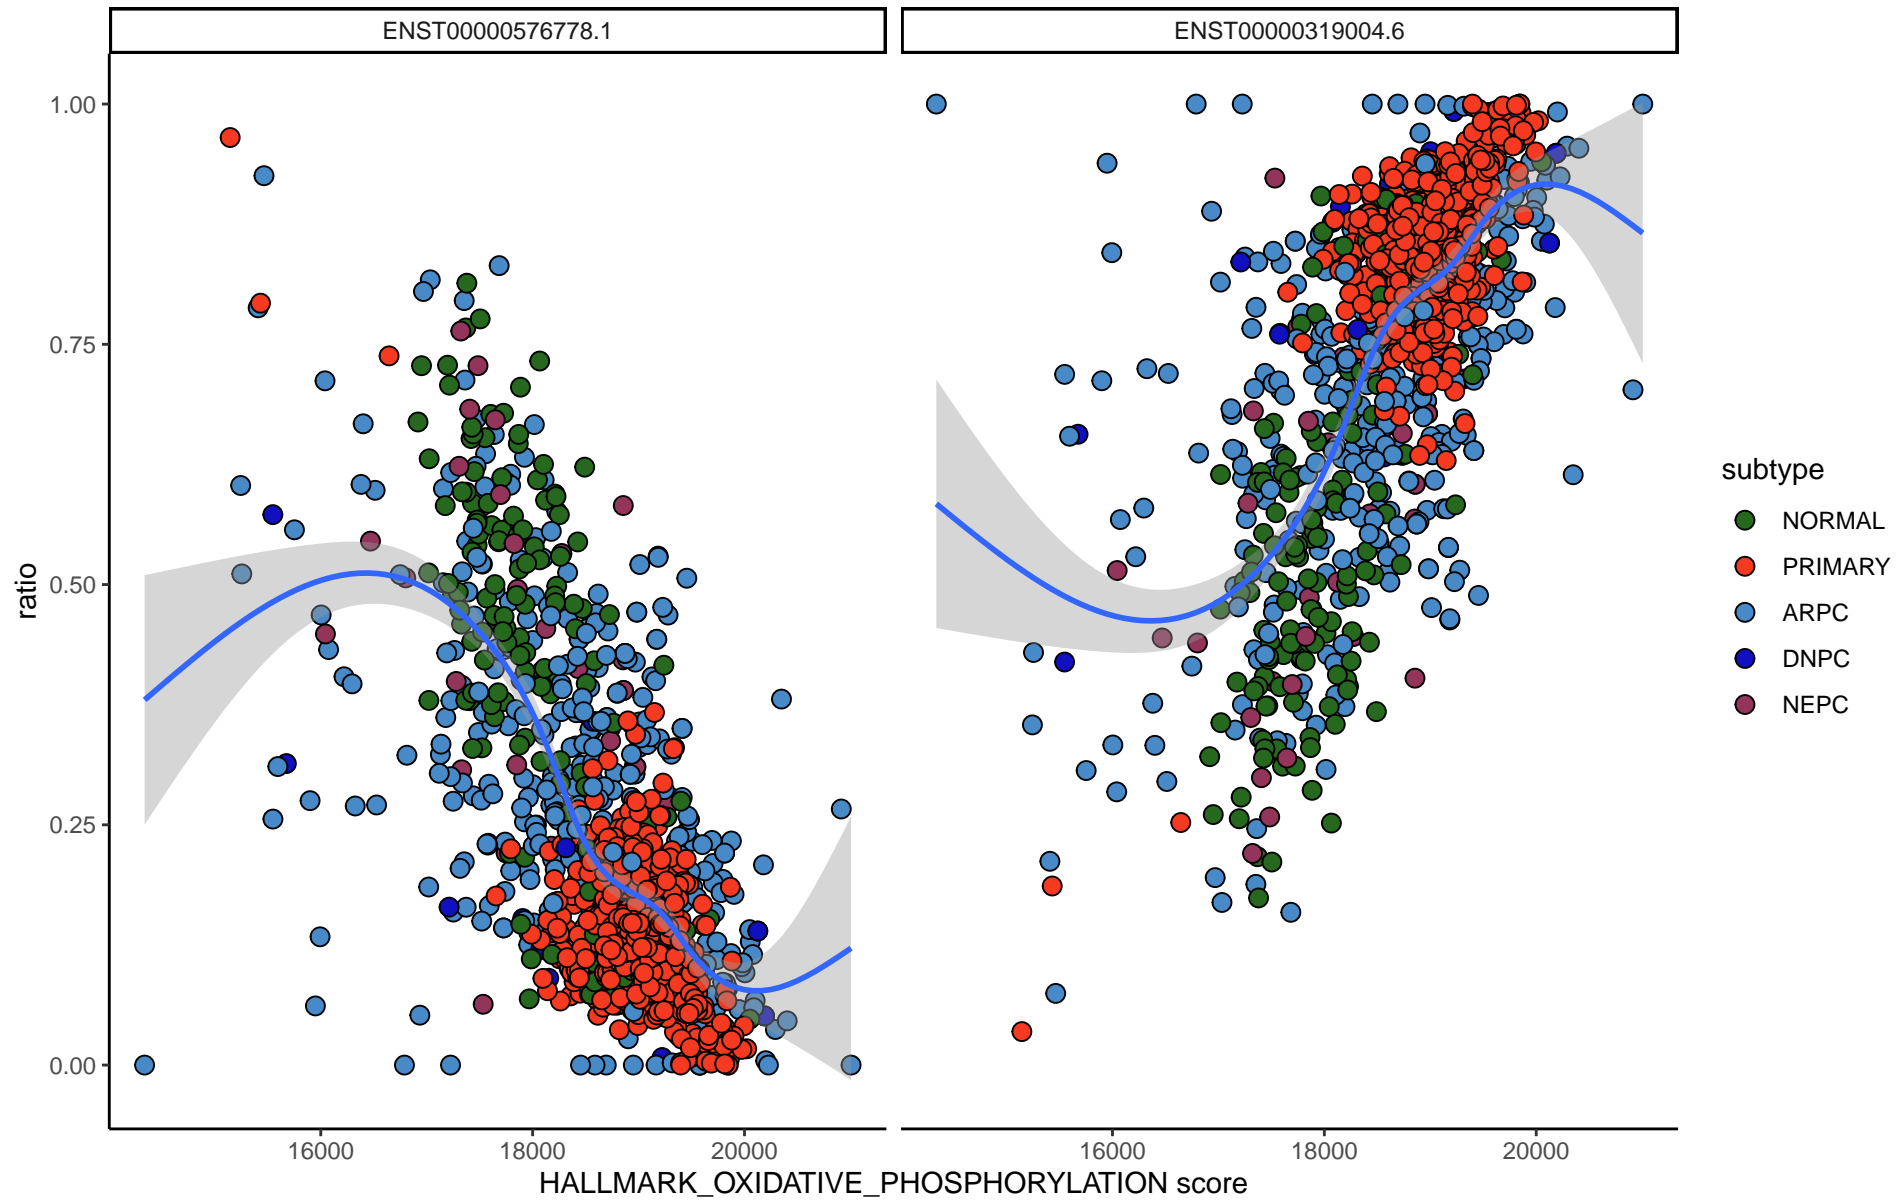 ENST00000576778.1
ENST00000319004.6
1.00
0.75
0.50
0.25
0.00
ratio
16000
18000
20000
16000
18000
20000
HALLMARK_OXIDATIVE_PHOSPHORYLATION score
subtype
NORMAL
PRIMARY
ARPC
DNPC
NEPC